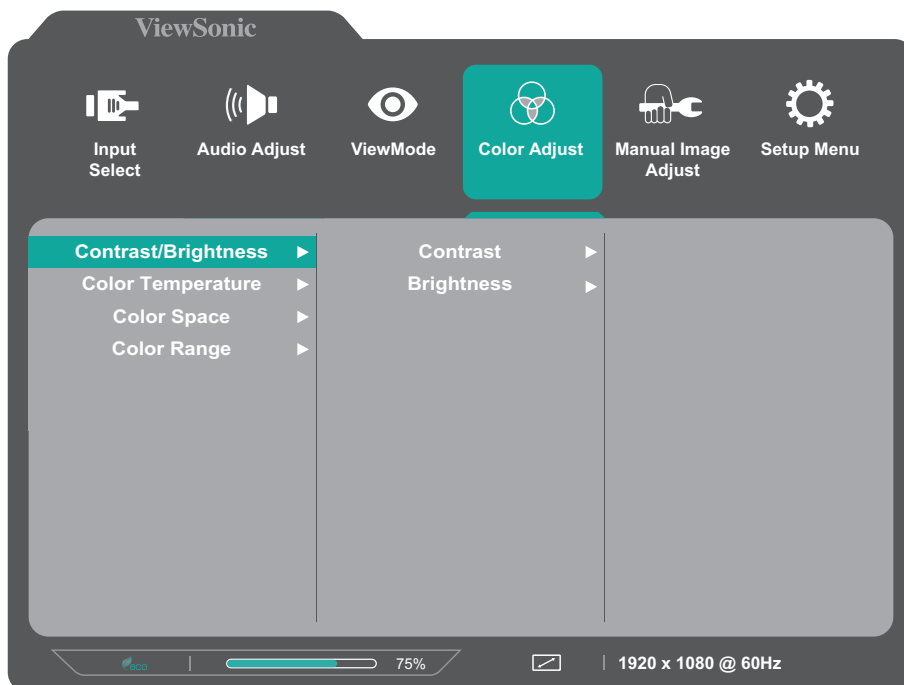 ViewSonic
Input
Select
Audio Adjust
ViewMode
Color Adjust
Manual Image
Adjust
Setup Menu
Contrast/Brightness
Color Temperature
Color Space
Color Range
Contrast
Brightness
eco
75%
1920 x 1080 @ 60Hz